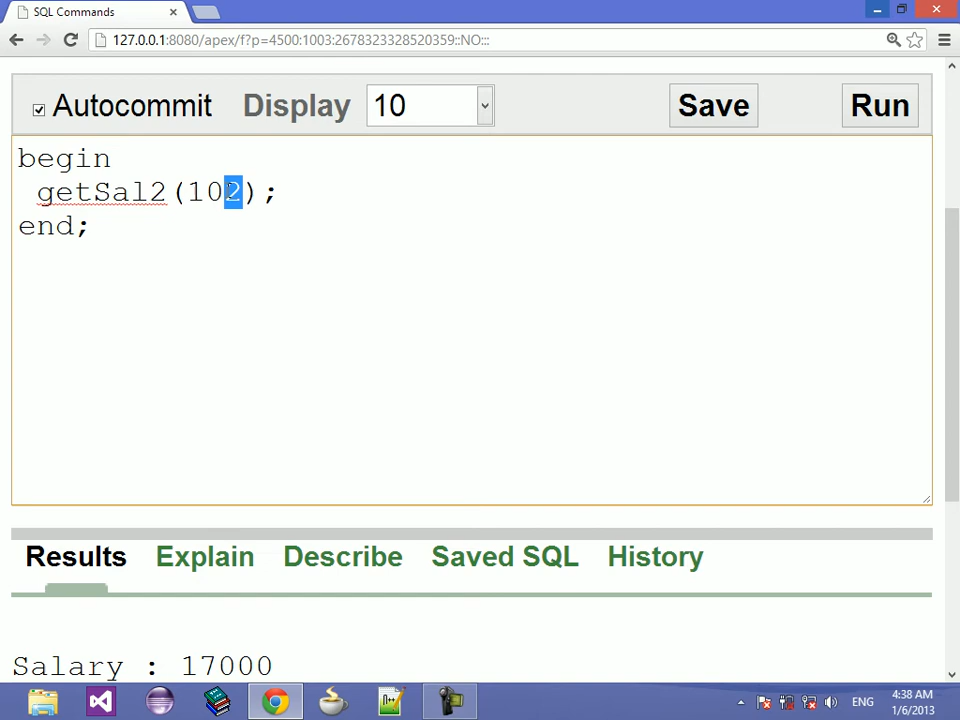 SQL Commands
127.0.0.1:8080/apex/f?p=4500:1003:2678323328520359::NO:::
Autocommit Display 10 Save Run
begin
getSal2(102);
end;
Results Explain Describe Saved SQL History
Salary : 17000
ENG
4:38 AM
1/6/2013